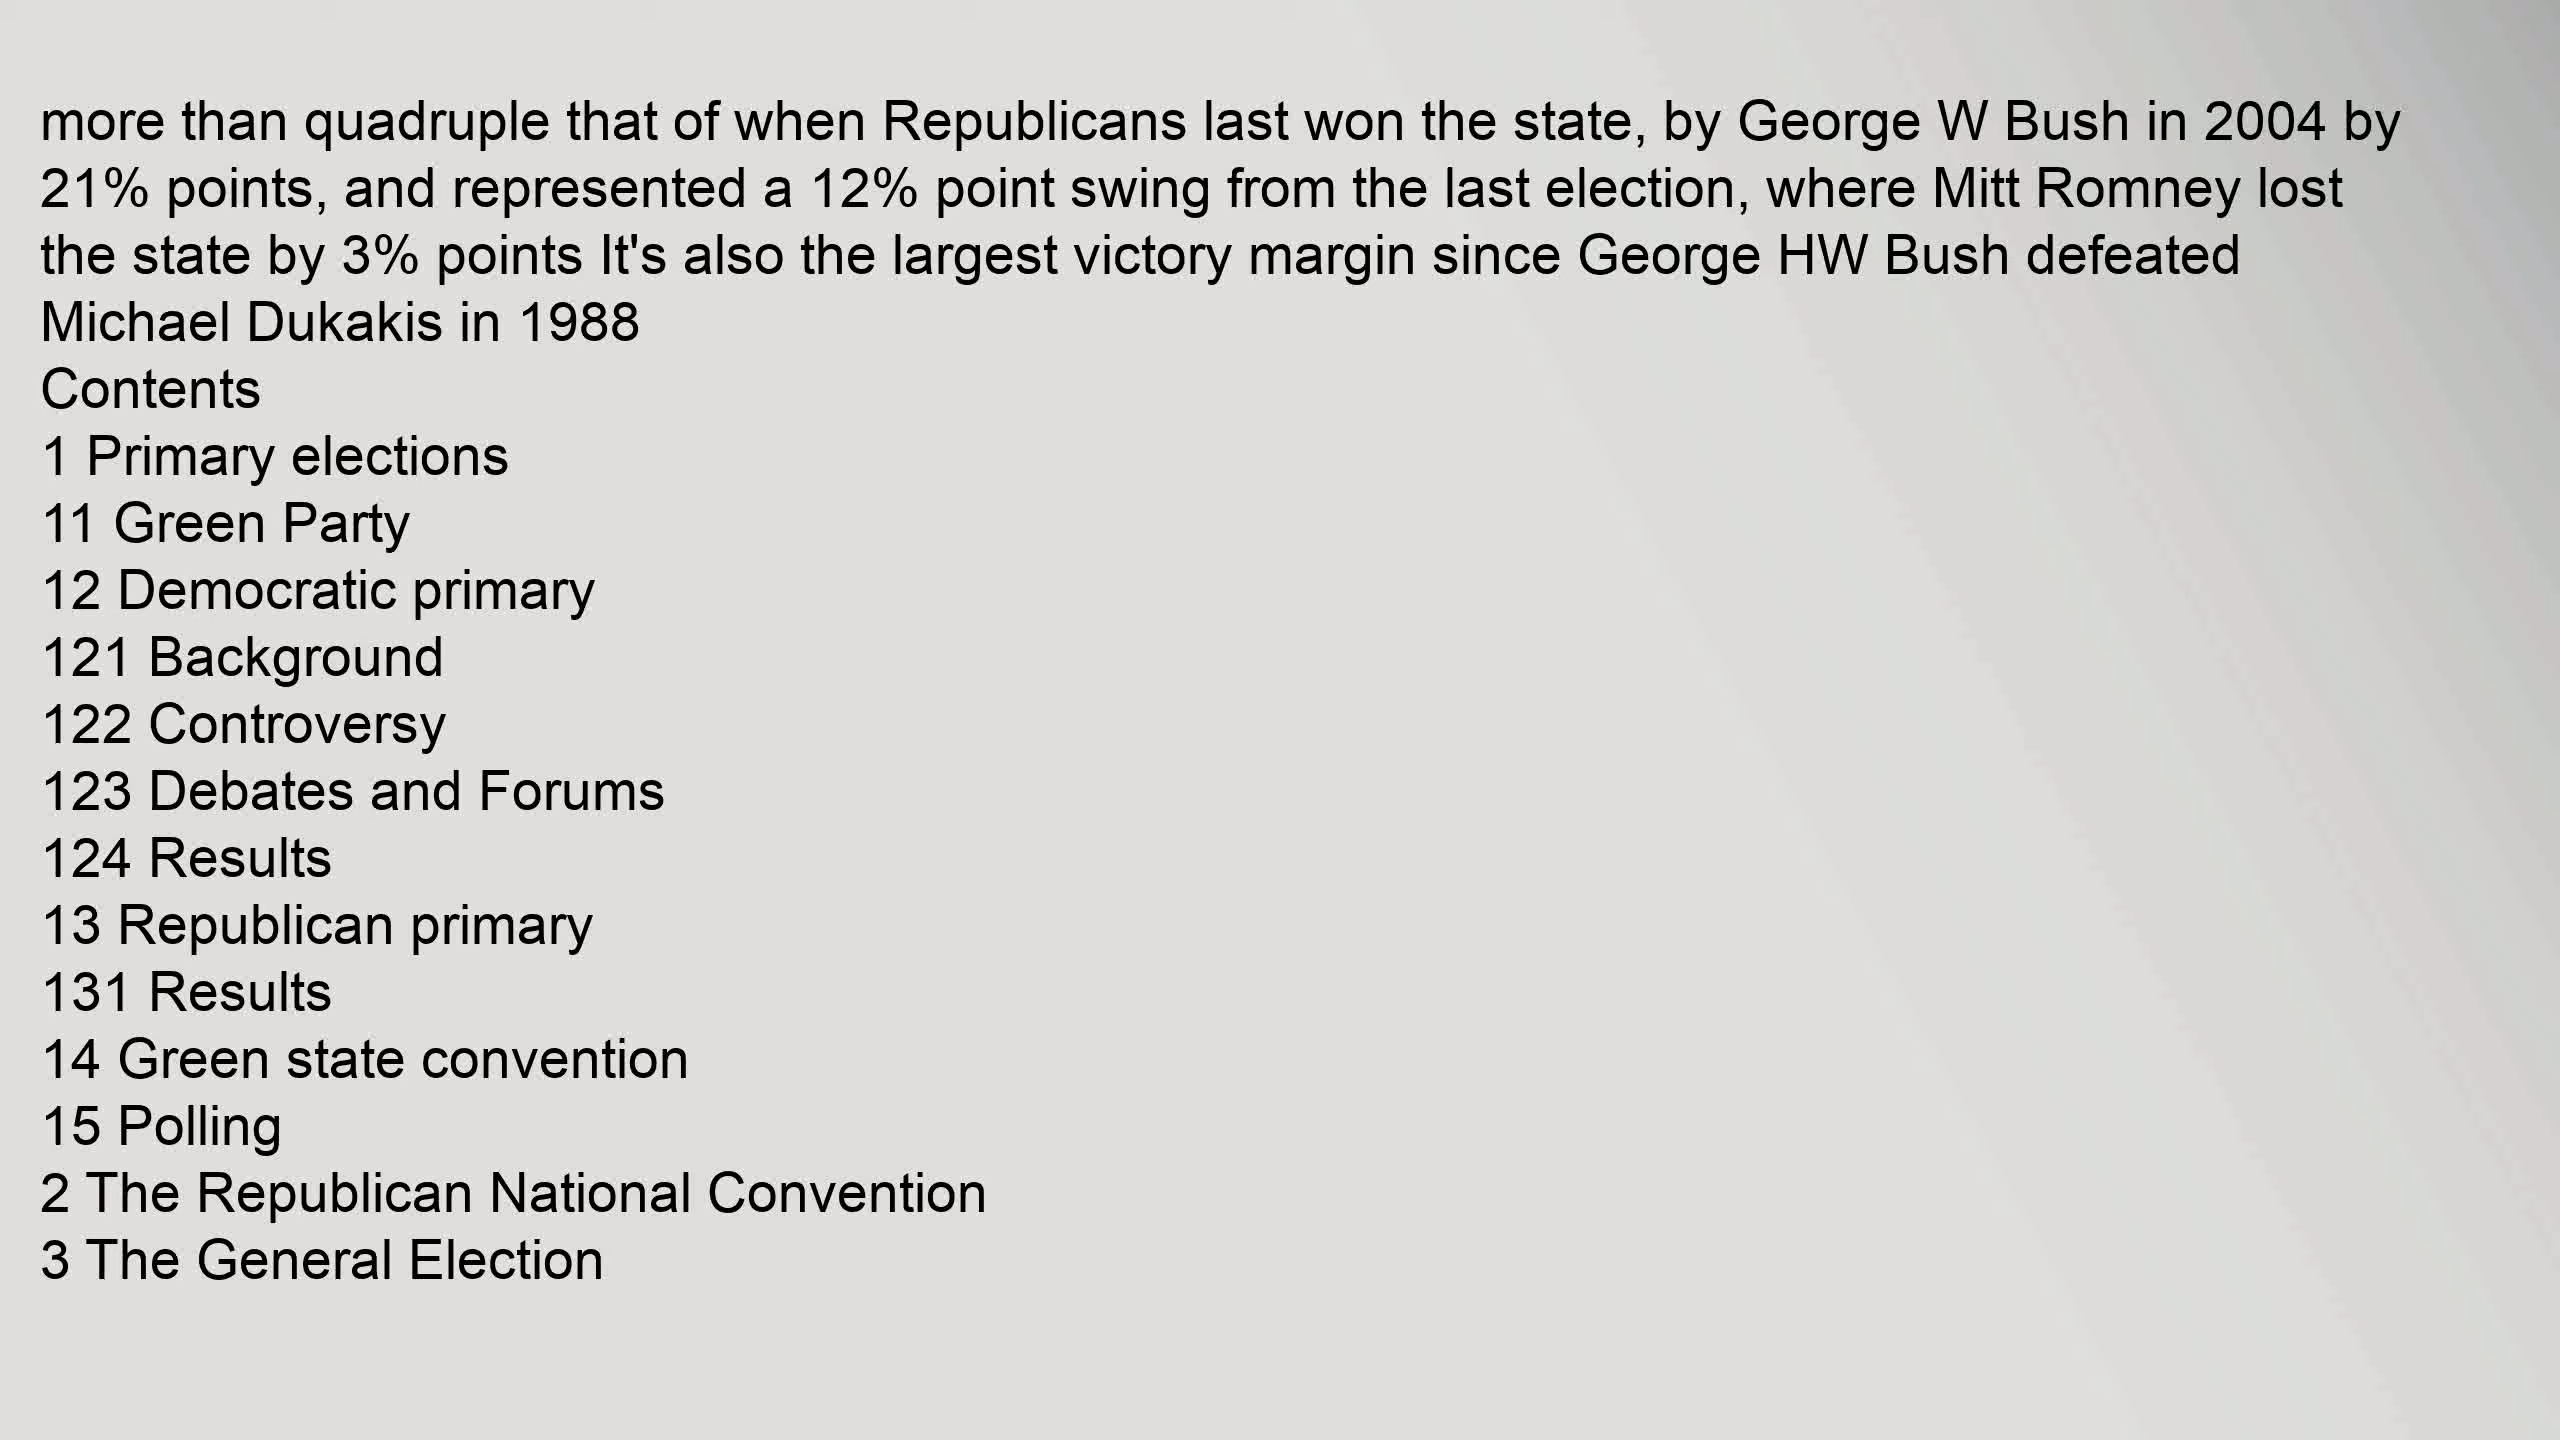 more than quadruple that of when Republicans last won the state, by George W Bush in 2004 by
21% points, and represented a 12% point swing from the last election, where Mitt Romney lost
the state by 3% points It's also the largest victory margin since George HW Bush defeated
Michael Dukakis in 1988
Contents
1 Primary elections
11 Green Party
12 Democratic primary
121 Background
122 Controversy
123 Debates and Forums
124 Results
13 Republican primary
131 Results
14 Green state convention
15 Polling
2 The Republican National Convention
3 The General Election